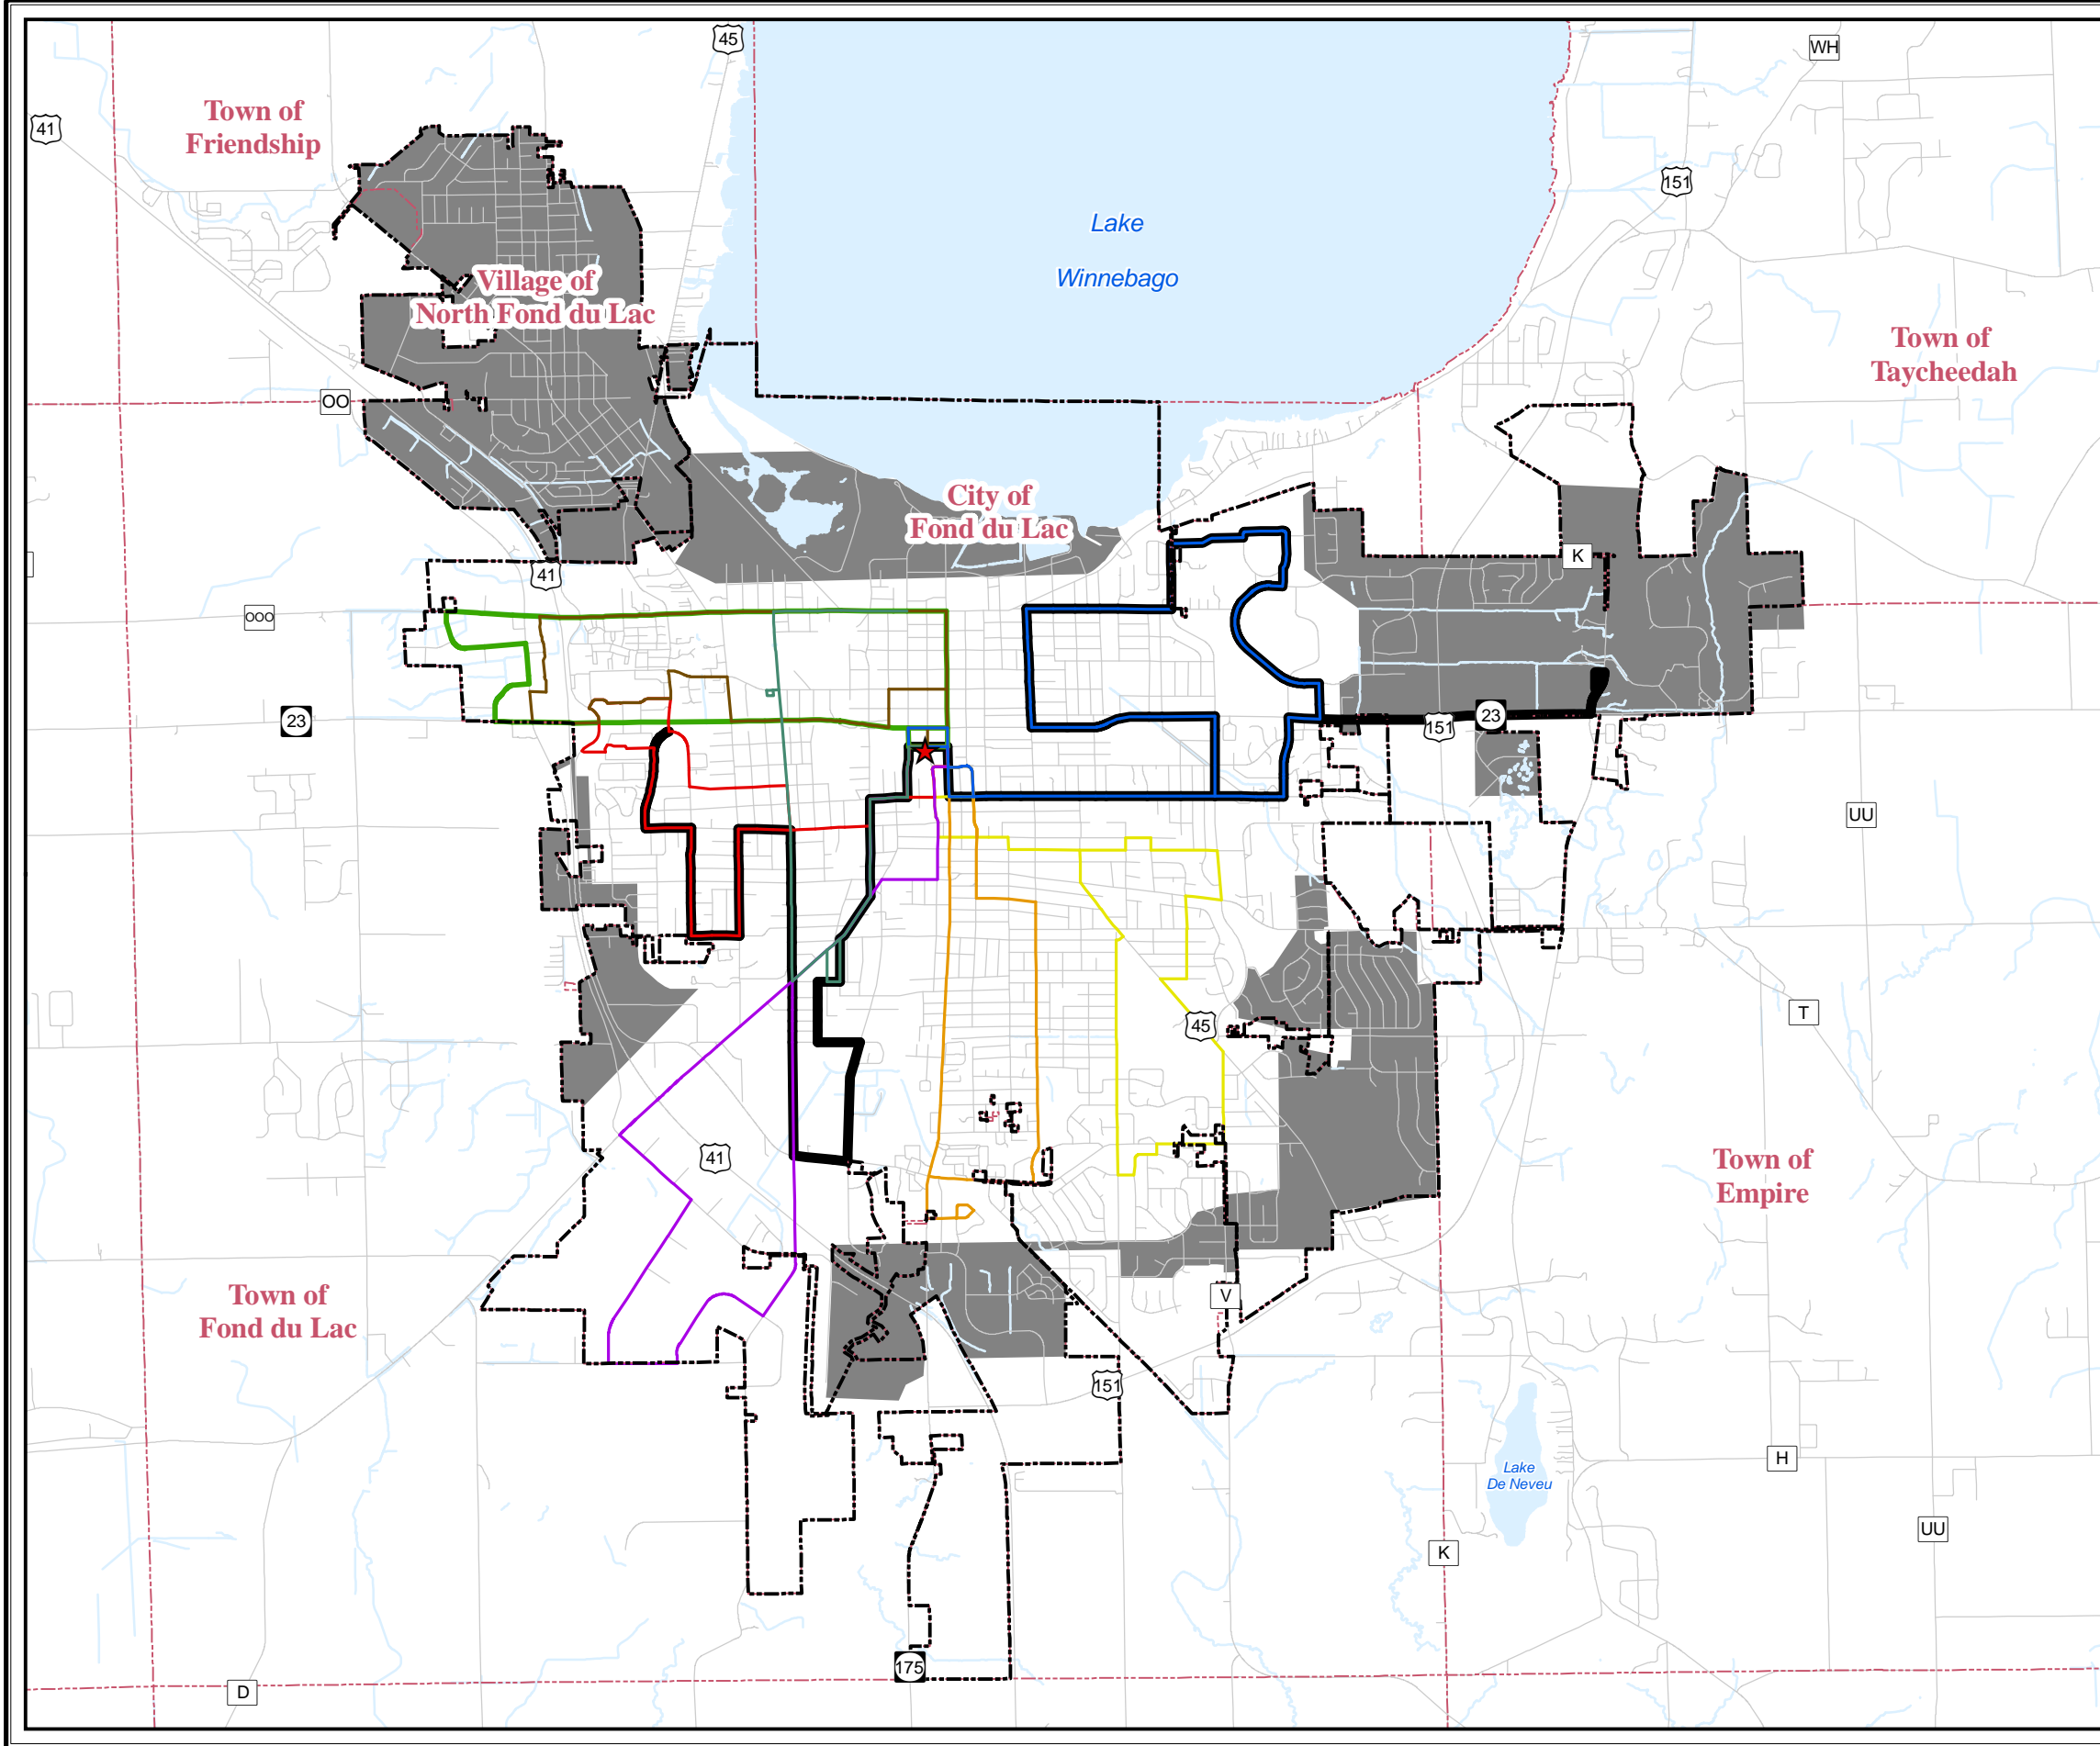 45
WH
41
Town of
Friendship
151
Lake
Winnebago
Village of
North Fond du Lac
Town of
Taycheedah
OO
City of
Fond du Lac
K
41
OOO
23
23
151
UU
T
45
41
Town of
Empire
Town of
Fond du Lac
V
151
H
Lake
De Neveu
UU
K
175
D